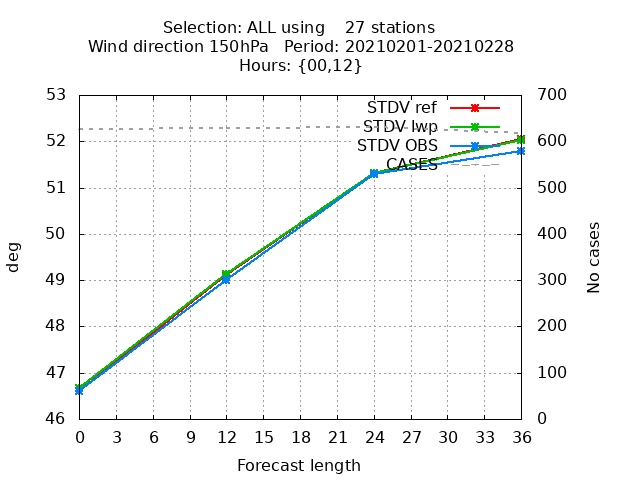 Selection: ALL using    27 stations
Wind direction 150hPa   Period: 20210201-20210228
Hours: {00,12}
53
52
51
50
49
48
47
46
deg
STDV ref
STDV lwp
STDV OBS
CASES
700
600
500
400
300
200
100
0
No cases
0 3 6 9 12 15 18 21 24 27 30 33 36
Forecast length